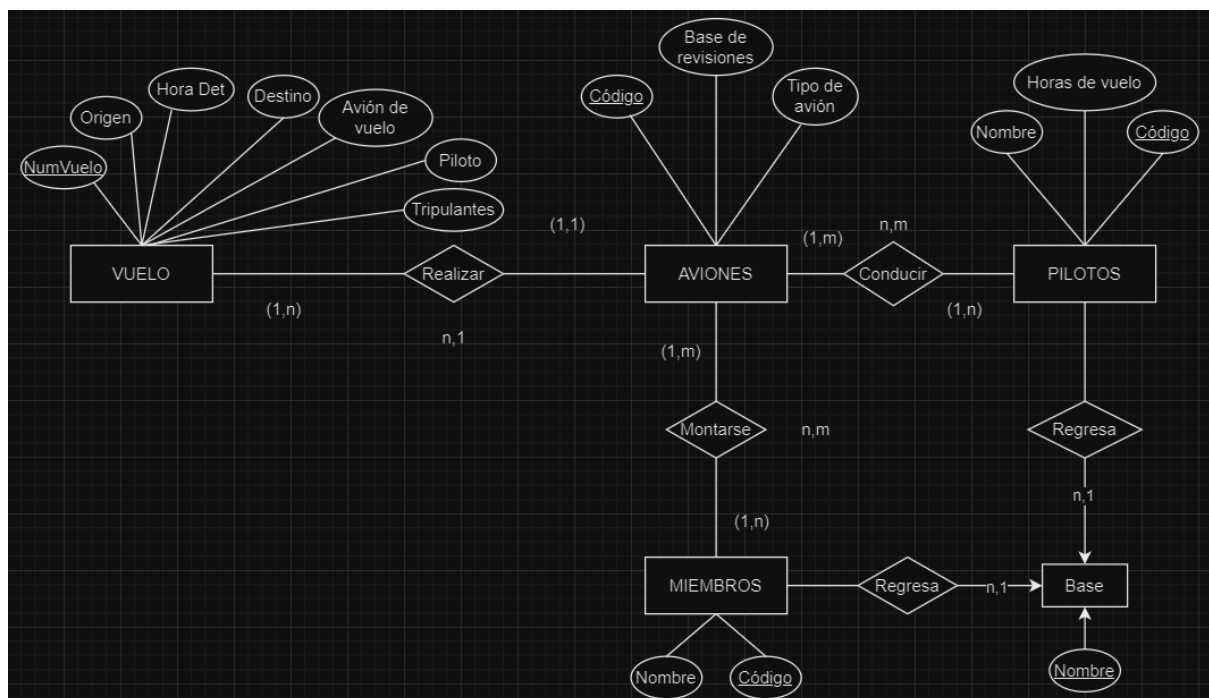 Base de
revisiones
Hora Det
Destino
Avión de
vuelo
Código
Tipo de
avión
Horas de vuelo
Origen
Nombre
Código
NumVuelo
Piloto
Tripulantes
(1,1)
(1,m)
n,m
VUELO
Realizar
AVIONES
Conducir
PILOTOS
(1,n)
n,1
(1,n)
(1,m)
Montarse
n,m
Regresa
n,1
(1,n)
MIEMBROS
Regresa
n,1
Base
Nombre
Código
Nombre